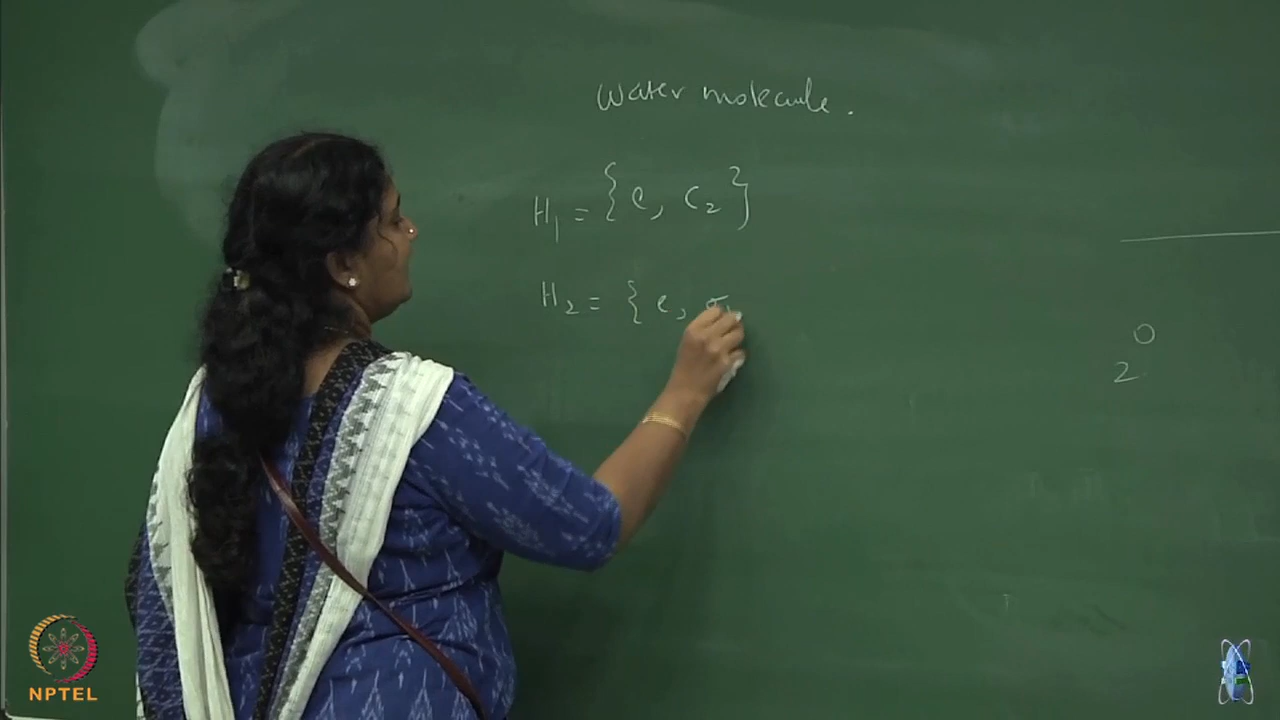 water molecule.
H₁ = { e, C₂ }
H₂ = { e, σ
0
2
NPTEL